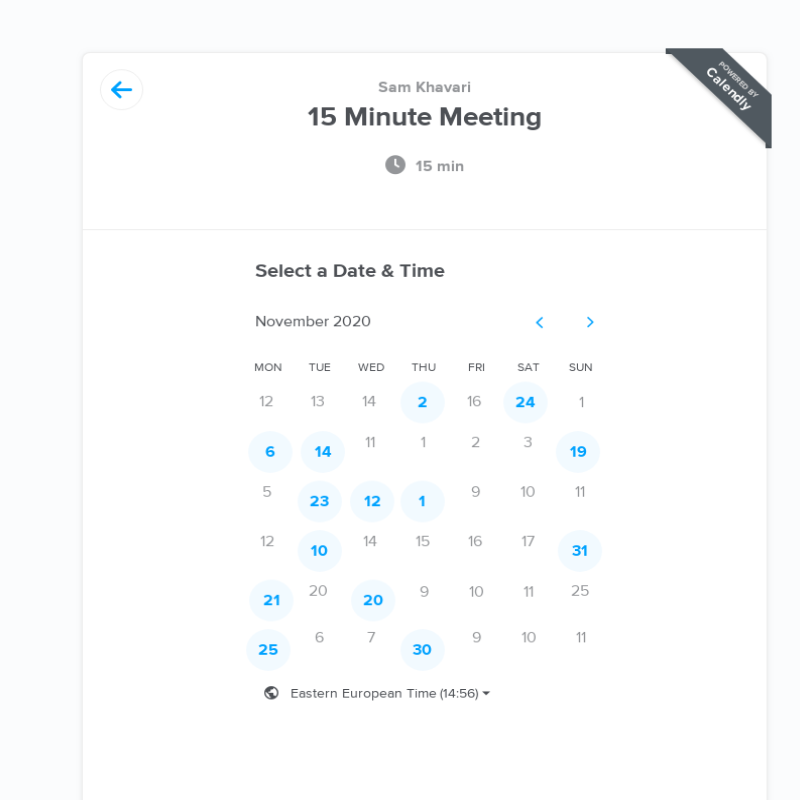 POWERED BY
Calendly
Sam Khavari
15 Minute Meeting
15 min
Select a Date & Time
November 2020
MON TUE WED THU FRI SAT SUN
12 13 14 2 16 24 1
6 14 11 1 2 3 19
5 23 12 1 9 10 11
12 10 14 15 16 17 31
21 20 20 9 10 11 25
25 6 7 30 9 10 11
Eastern European Time (14:56)